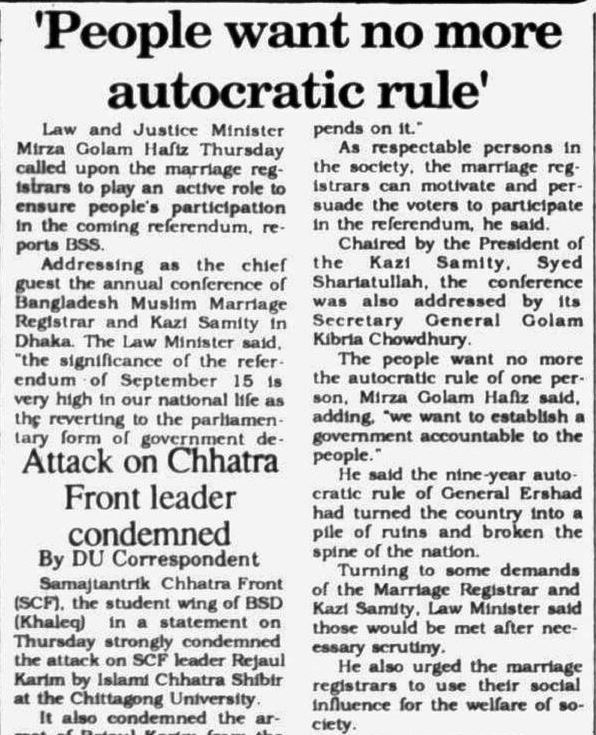 'People want no more
autocratic rule'
Law and Justice Minister
Mirza Golam Hafiz Thursday
called upon the marriage reg-
istrars to play an active role to
ensure people's participation
in the coming referendum, re-
ports BSS.
Addressing as the chief
guest the annual conference of
Bangladesh Muslim Marriage
Registrar and Kazi Samity in
Dhaka. The Law Minister said,
"the significance of the refer-
endum of September 15 is
very high in our national life as
the reverting to the parliamen-
tary form of government de-
pends on it."
As respectable persons in
the society, the marriage reg-
istrars can motivate and per-
suade the voters to participate
in the referendum, he said.
Chaired by the President of
the Kazi Samity, Syed
Shariatullah, the conference
was also addressed by its
Secretary General Golam
Kibria Chowdhury.
The people want no more
the autocratic rule of one per-
son, Mirza Golam Hafiz said,
adding, "we want to establish a
government accountable to the
people."
He said the nine-year auto-
cratic rule of General Ershad
had turned the country into a
pile of ruins and broken the
spine of the nation.
Turning to some demands
of the Marriage Registrar and
Kazi Samity, Law Minister said
those would be met after nec-
essary scrutiny.
He also urged the marriage
registrars to use their social
influence for the welfare of so-
ciety.
Attack on Chhatra
Front leader
condemned
By DU Correspondent
Samajtantrik Chhatra Front
(SCF), the student wing of BSD
(Khaleq) in a statement on
Thursday strongly condemned
the attack on SCF leader Rejaul
Karim by Islami Chhatra Shibir
at the Chittagong University.
It also condemned the ar-